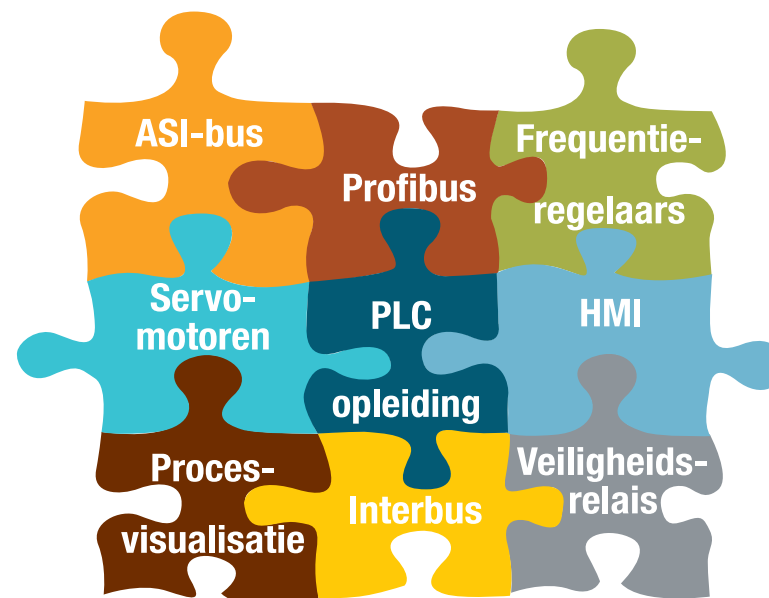 ASI-bus
Profibus
Frequentie-
regelaars
Servo-
motoren
PLC
opleiding
HMI
Proces-
visualisatie
Interbus
Veiligheids-
relais